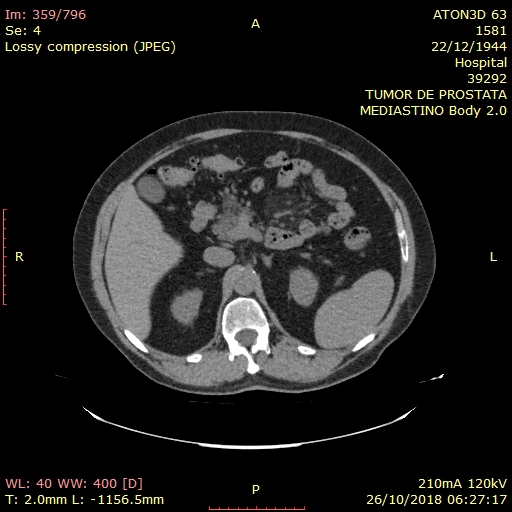 Im: 359/796
Se: 4
Lossy compression (JPEG)
A
ATON3D 63
1581
22/12/1944
Hospital
39292
TUMOR DE PROSTATA
MEDIASTINO Body 2.0
R
L
WL: 40 WW: 400 [D]
T: 2.0mm L: -1156.5mm
P
210mA 120kV
26/10/2018 06:27:17